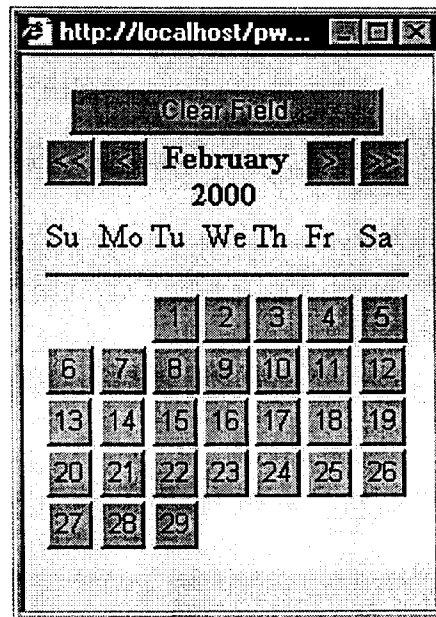 http://localhost/pw...
Clear Field
<< < February > >>
2000
Su Mo Tu We Th Fr Sa
1 2 3 4 5
6 7 8 9 10 11 12
13 14 15 16 17 18 19
20 21 22 23 24 25 26
27 28 29